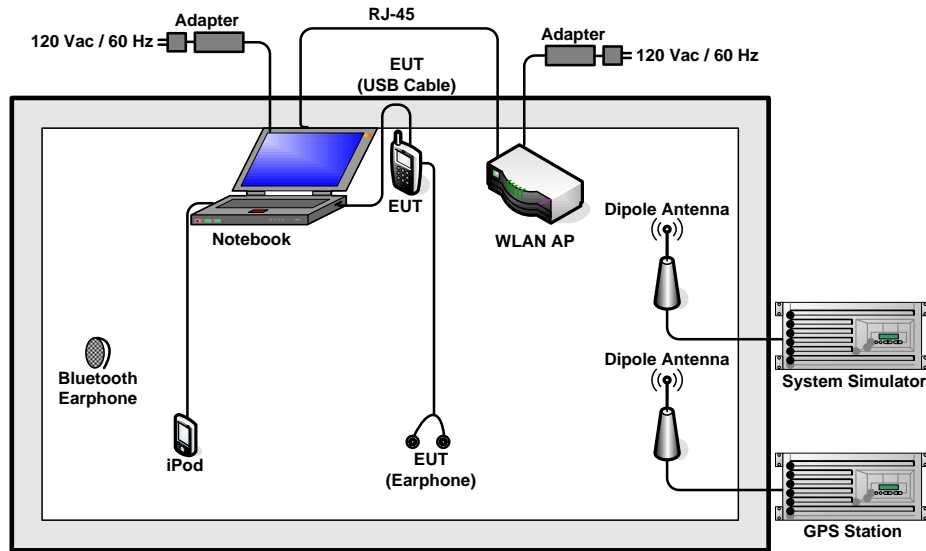 RJ-45
Adapter
120 Vac / 60 Hz
Adapter
120 Vac / 60 Hz
EUT
(USB Cable)
EUT
Notebook
WLAN AP
Dipole Antenna
System Simulator
Bluetooth
Earphone
Dipole Antenna
iPod
EUT
(Earphone)
GPS Station